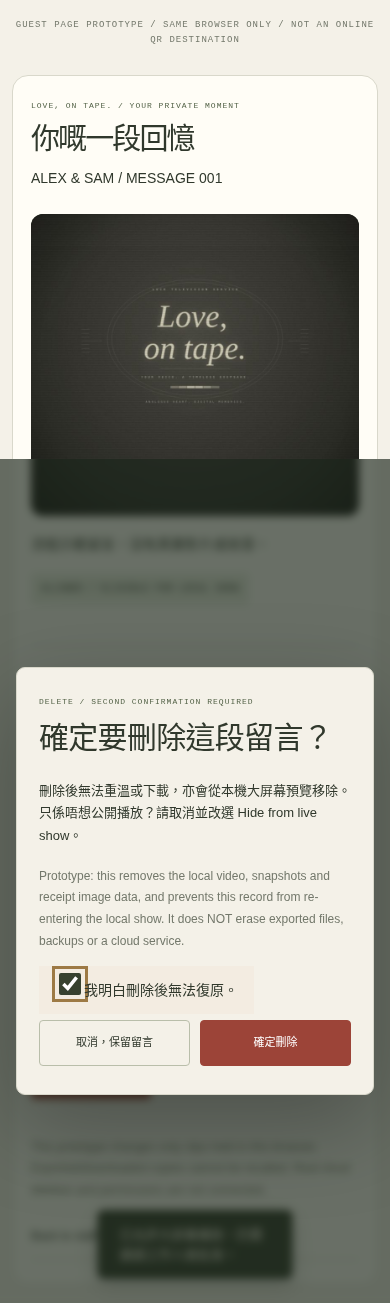 GUEST PAGE PROTOTYPE / SAME BROWSER ONLY / NOT AN ONLINE
QR DESTINATION
LOVE, ON TAPE. / YOUR PRIVATE MOMENT
你嘅一段回憶
ALEX & SAM / MESSAGE 001
Love,
on tape.
DELETE / SECOND CONFIRMATION REQUIRED
確定要刪除這段留言？
刪除後無法重溫或下載，亦會從本機大屏幕預覽移除。
只係唔想公開播放？請取消並改選 Hide from live
show。
Prototype: this removes the local video, snapshots and
receipt image data, and prevents this record from re-
entering the local show. It does NOT erase exported files,
backups or a cloud service.
我明白刪除後無法復原。
取消，保留留言
確定刪除